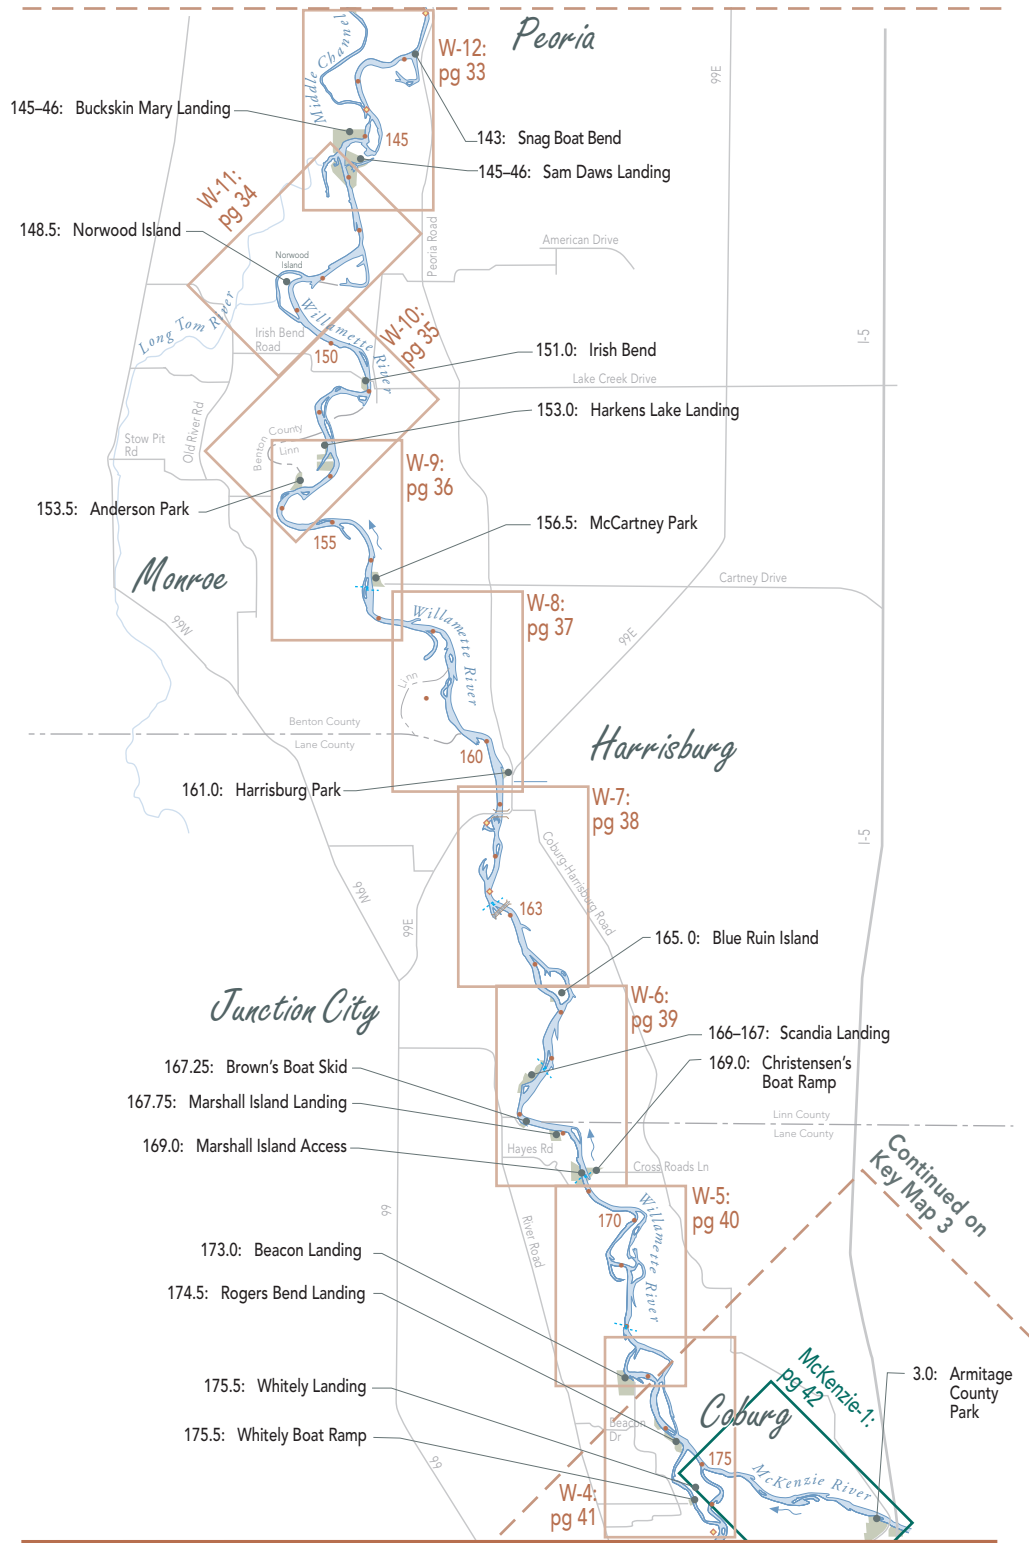 Peoria
W-12:
pg 33
Middle Channel
99E
145–46: Buckskin Mary Landing
145
143: Snag Boat Bend
145–46: Sam Daws Landing
W-11:
pg 34
148.5: Norwood Island
Norwood
Island
Peoria Road
American Drive
Long Tom River
Willamette River
W-10:
pg 35
I-5
Irish Bend
Road
150
151.0: Irish Bend
Lake Creek Drive
153.0: Harkens Lake Landing
Old River Rd
Stow Pit
Rd
Benton County
Linn
W-9:
pg 36
153.5: Anderson Park
155
156.5: McCartney Park
Monroe
Cartney Drive
W-8:
pg 37
Willamette River
99W
99E
Linn
Benton County
Lane County
Harrisburg
160
161.0: Harrisburg Park
W-7:
pg 38
I-5
Coburg-Harrisburg Road
99W
99E
163
165. 0: Blue Ruin Island
Junction City
W-6:
pg 39
166–167: Scandia Landing
169.0: Christensen's
Boat Ramp
167.25: Brown's Boat Skid
167.75: Marshall Island Landing
Linn County
Lane County
169.0: Marshall Island Access
Hayes Rd
Cross Roads Ln
Continued on
Key Map 3
W-5:
pg 40
99
River Road
170
Willamette River
173.0: Beacon Landing
174.5: Rogers Bend Landing
McKenzie-1:
pg 42
3.0: Armitage
County
Park
175.5: Whitely Landing
Coburg
Beacon
Dr
175.5: Whitely Boat Ramp
99
175
McKenzie River
W-4:
pg 41